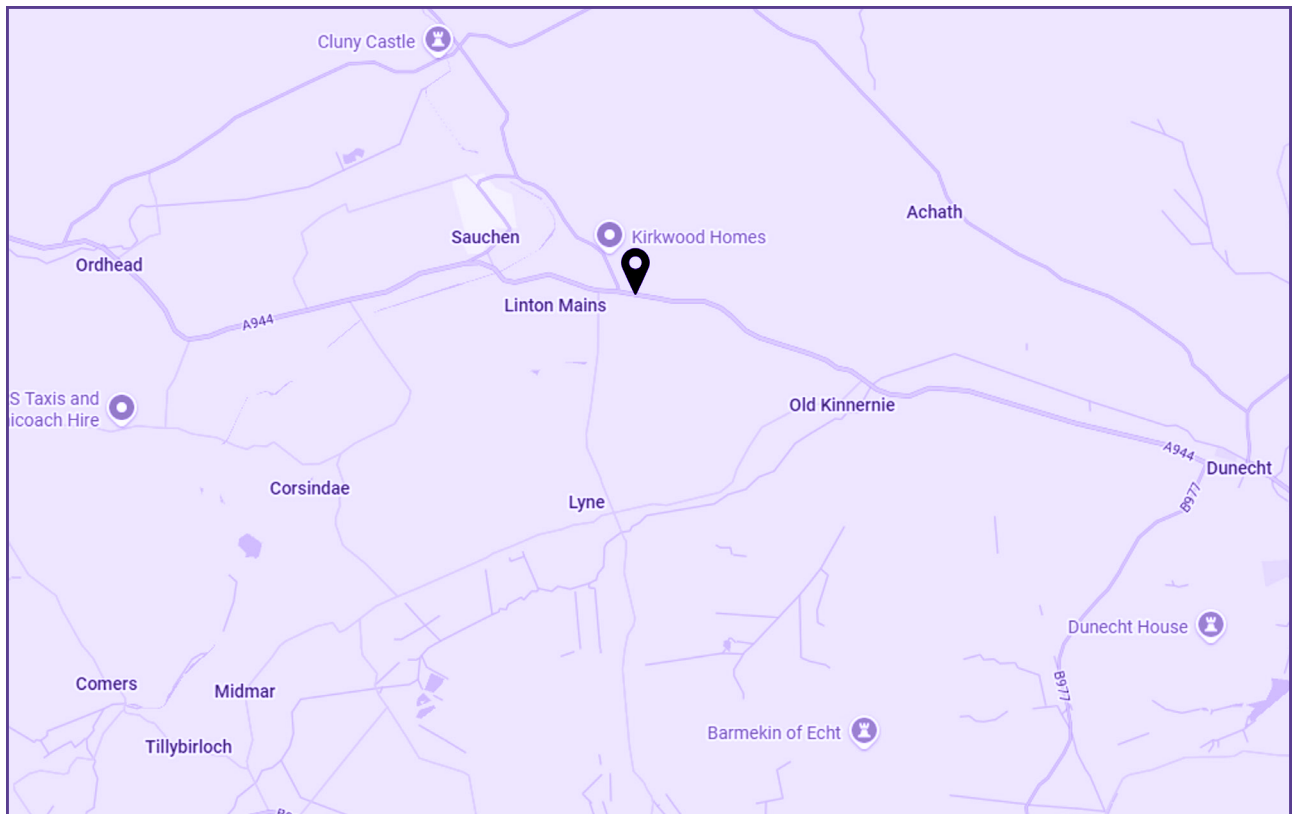 Cluny Castle
Achath
Sauchen
Kirkwood Homes
Ordhead
Linton Mains
A944
S Taxis and
icoach Hire
Old Kinnernie
A944
Dunecht
Corsindae
B977
Lyne
Dunecht House
Comers
Midmar
B977
Barmekin of Echt
Tillybirloch